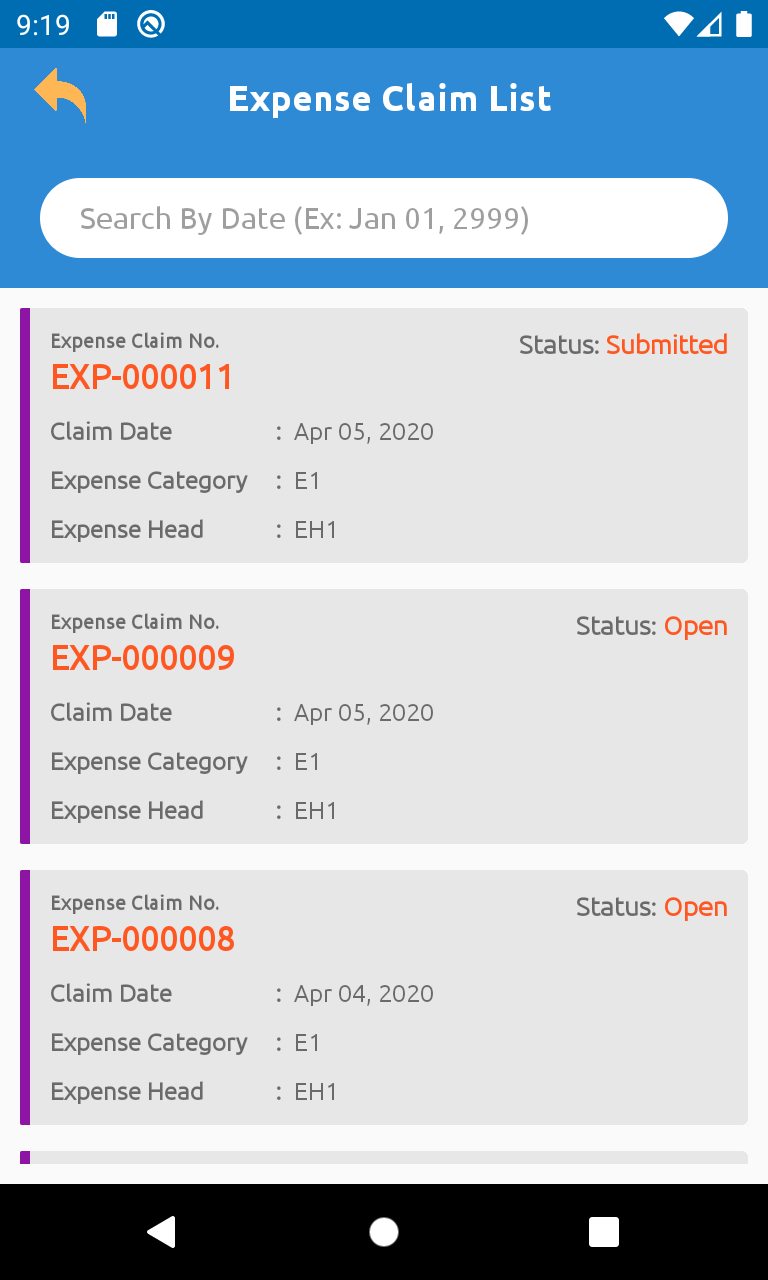 9:19
Expense Claim List
Search By Date (Ex: Jan 01, 2999)
Expense Claim No.
Status: Submitted
EXP-000011
Claim Date : Apr 05, 2020
Expense Category : E1
Expense Head : EH1
Expense Claim No.
Status: Open
EXP-000009
Claim Date : Apr 05, 2020
Expense Category : E1
Expense Head : EH1
Expense Claim No.
Status: Open
EXP-000008
Claim Date : Apr 04, 2020
Expense Category : E1
Expense Head : EH1